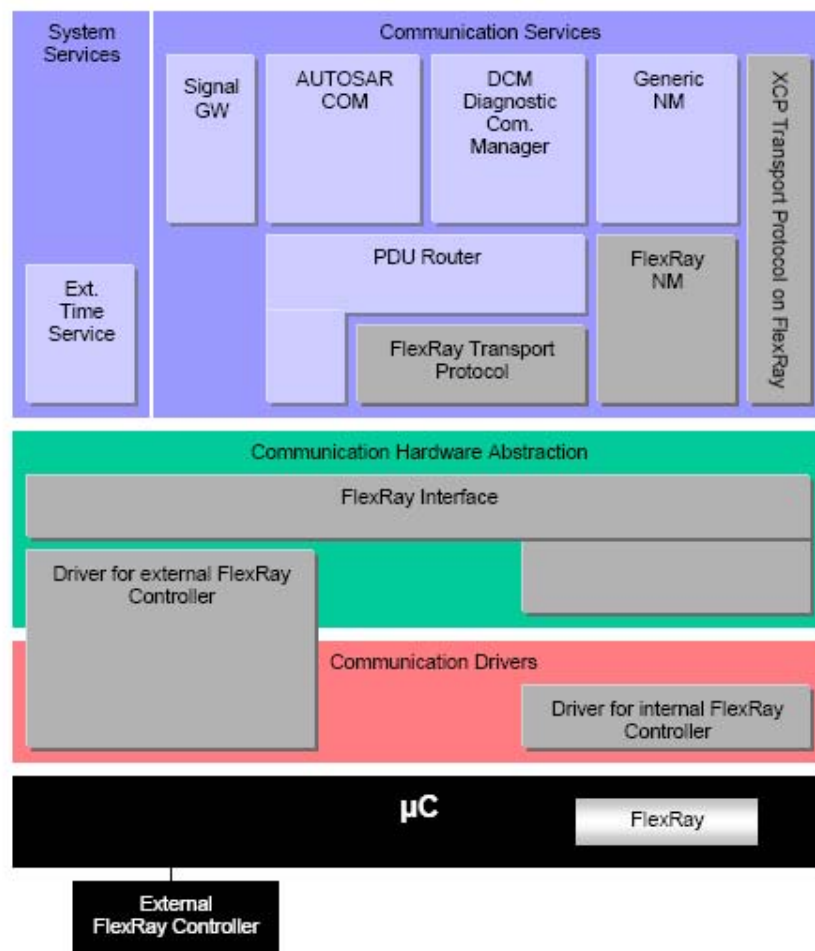 System
Services
Communication Services
Signal
GW
AUTOSAR
COM
DCM
Diagnostic
Com.
Manager
Generic
NM
XCP Transport Protocol on FlexRay
Ext.
Time
Service
PDU Router
FlexRay
NM
FlexRay Transport
Protocol
Communication Hardware Abstraction
FlexRay Interface
Driver for external FlexRay
Controller
Communication Drivers
Driver for internal FlexRay
Controller
µC
FlexRay
External
FlexRay Controller